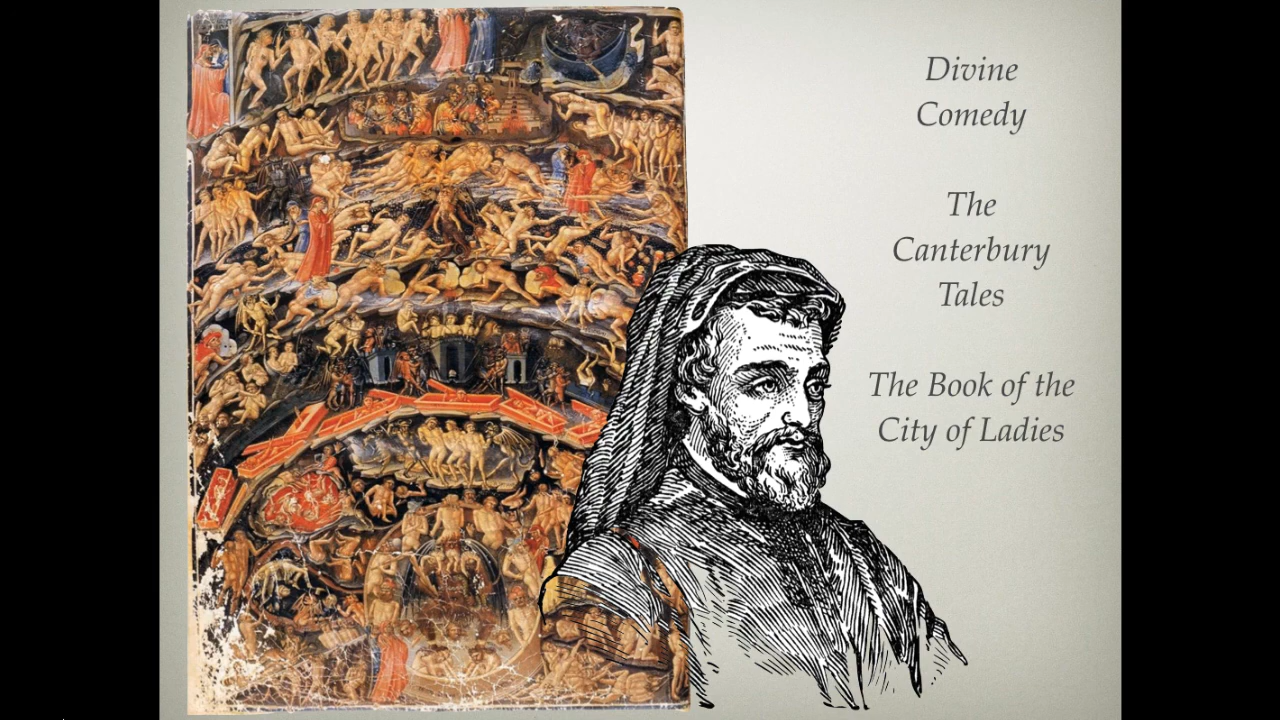 Divine
Comedy
The
Canterbury
Tales
The Book of the
City of Ladies